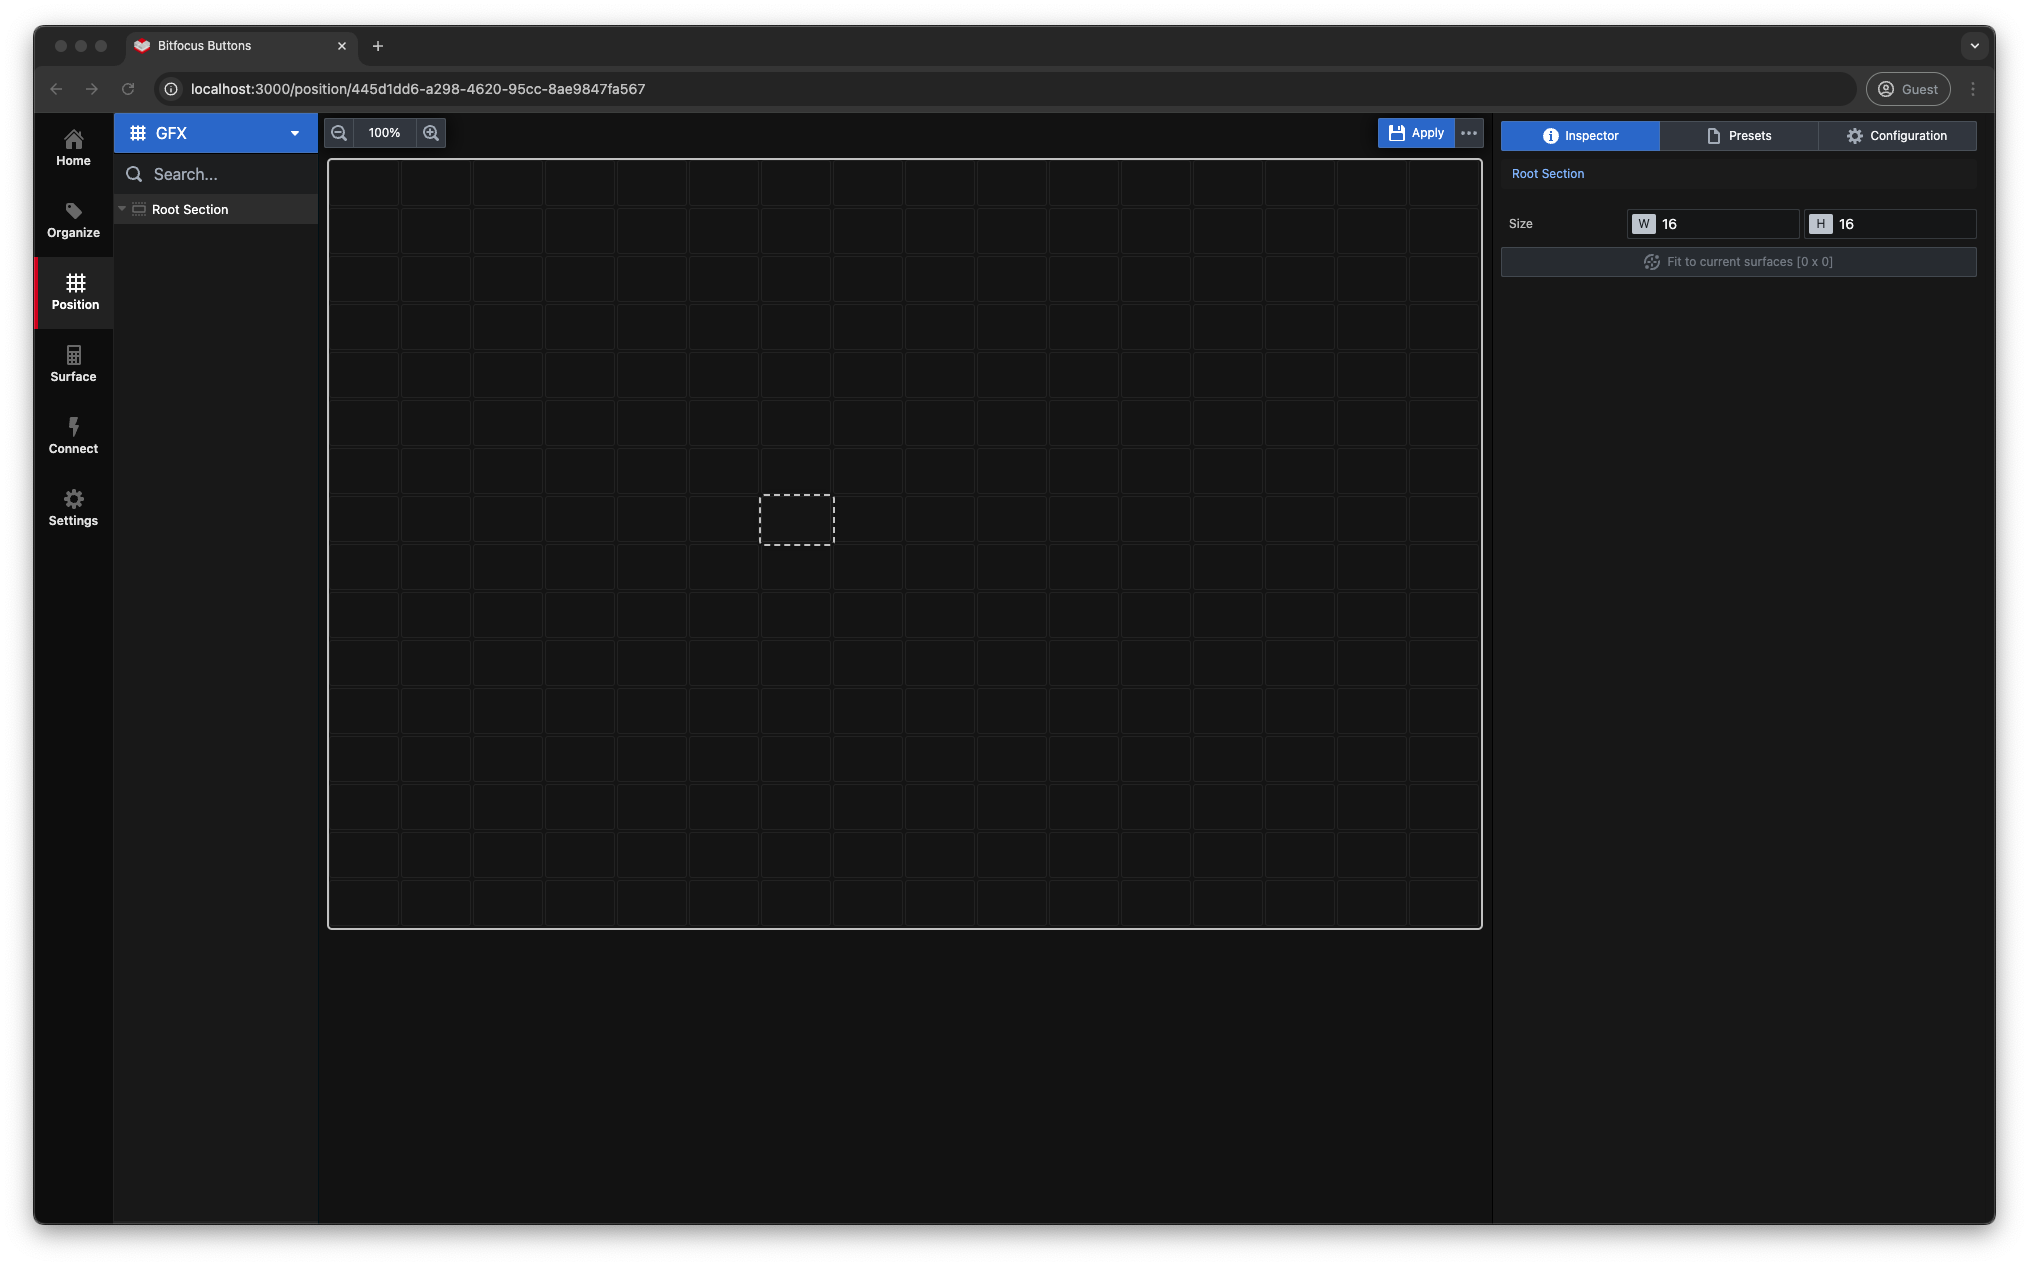 Bitfocus Buttons
localhost:3000/position/445d1dd6-a298-4620-95cc-8ae9847fa567
Guest
Home
Organize
Position
Surface
Connect
Settings
GFX
Search...
Root Section
100%
Apply
Inspector
Presets
Configuration
Root Section
Size
W 16
H 16
Fit to current surfaces [0 x 0]